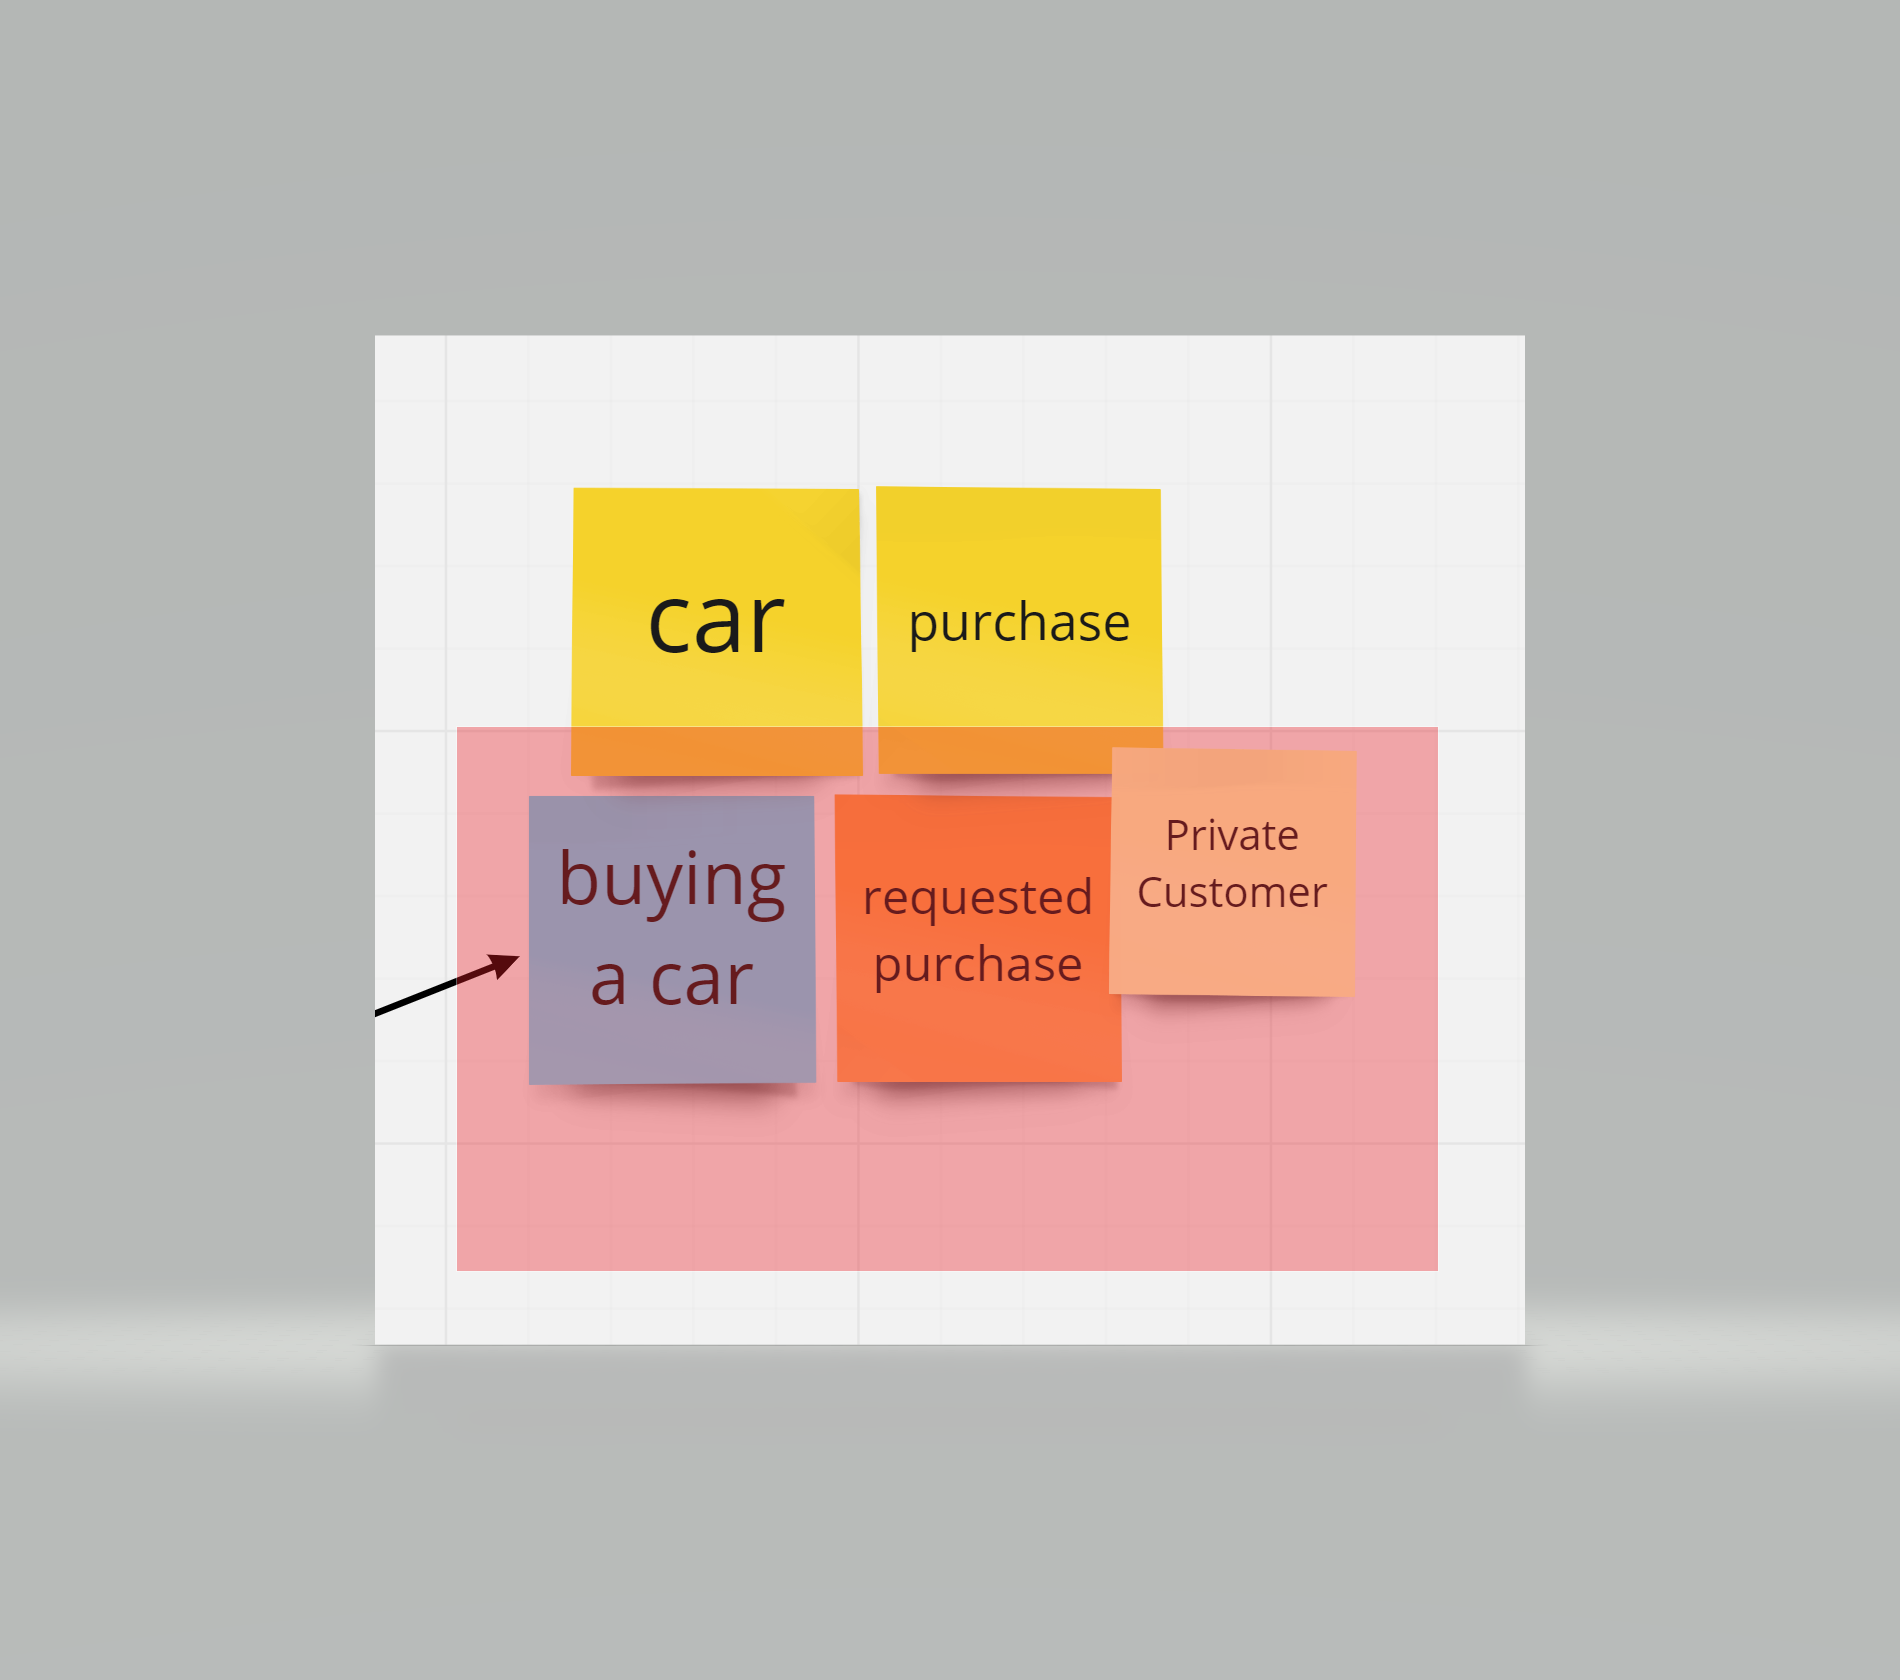 car
purchase
buying
a car
requested
purchase
Private
Customer